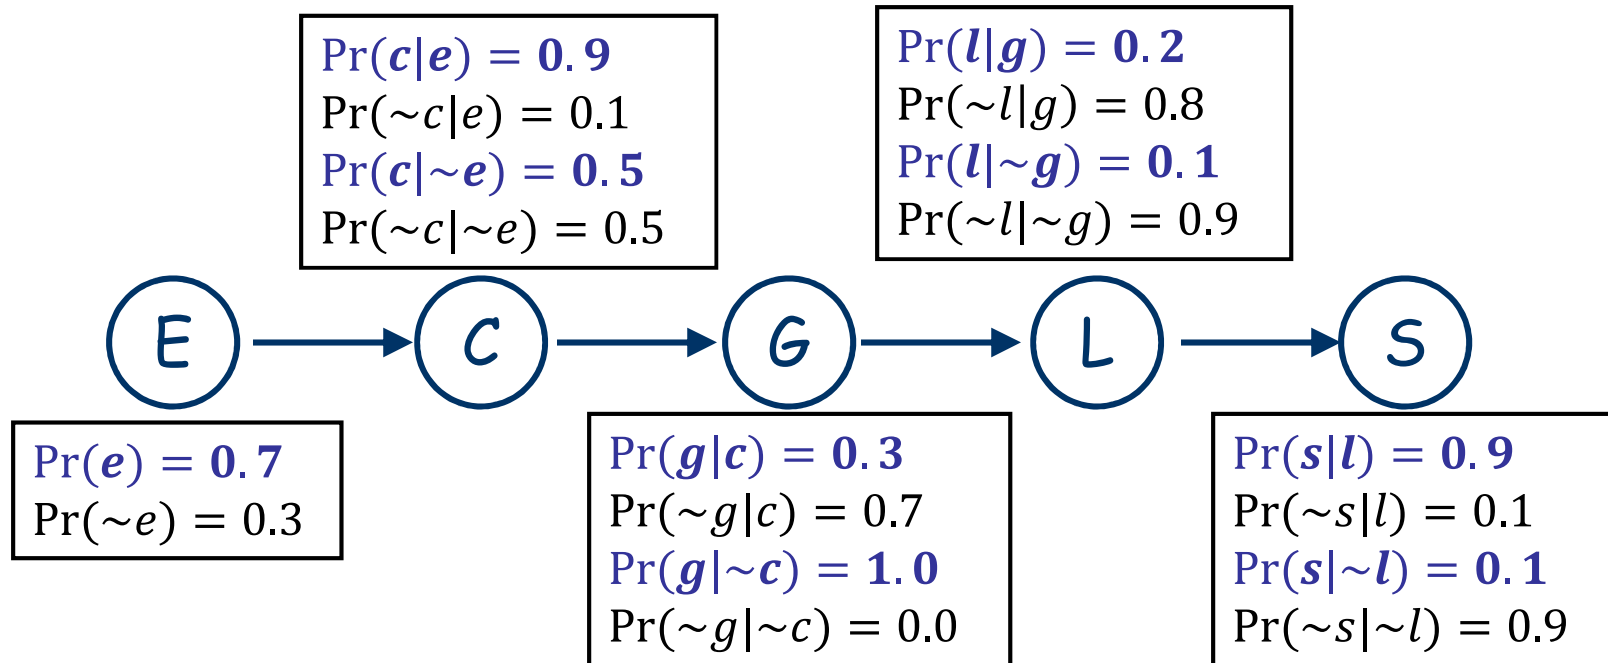 Pr(c|e) = 0.9
Pr(~c|e) = 0.1
Pr(c|~e) = 0.5
Pr(~c|~e) = 0.5
Pr(l|g) = 0.2
Pr(~l|g) = 0.8
Pr(l|~g) = 0.1
Pr(~l|~g) = 0.9
E
C
G
L
S
Pr(e) = 0.7
Pr(~e) = 0.3
Pr(g|c) = 0.3
Pr(~g|c) = 0.7
Pr(g|~c) = 1.0
Pr(~g|~c) = 0.0
Pr(s|l) = 0.9
Pr(~s|l) = 0.1
Pr(s|~l) = 0.1
Pr(~s|~l) = 0.9